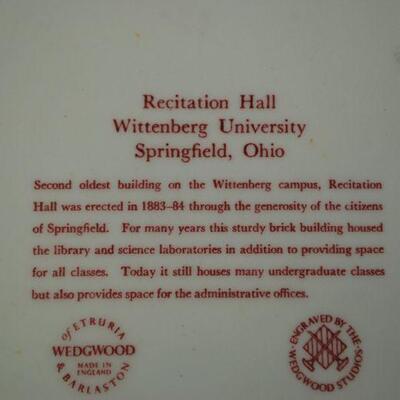 Recitation Hall
Wittenberg University
Springfield, Ohio
Second oldest building on the Wittenberg campus, Recitation
Hall was erected in 1883-84 through the generosity of the citizens
of Springfield. For many years this sturdy brick building housed
the library and science laboratories in addition to providing space
for all classes. Today it still houses many undergraduate classes
but also provides space for the administrative offices.
of ETRURIA
WEDGWOOD
MADE IN
ENGLAND
& BARLASTON
ENGRAVED BY THE
WEDGWOOD STUDIOS